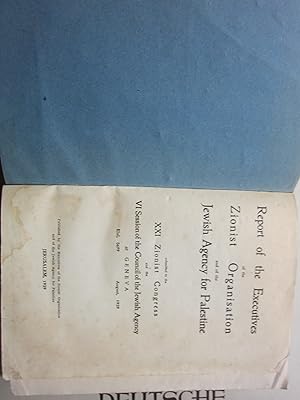 Report of the Executives
of the
Zionist Organisation
and of the
Jewish Agency for Palestine
submitted to the
XXI Zionist Congress
and the
VI Session of the Council of the Jewish Agency
at
GENEVA
Elul, 5699 August, 1939
Published by the Executives of the Zionist Organisation
and of the Jewish Agency for Palestine
JERUSALEM, 1939
DEUTSCHE